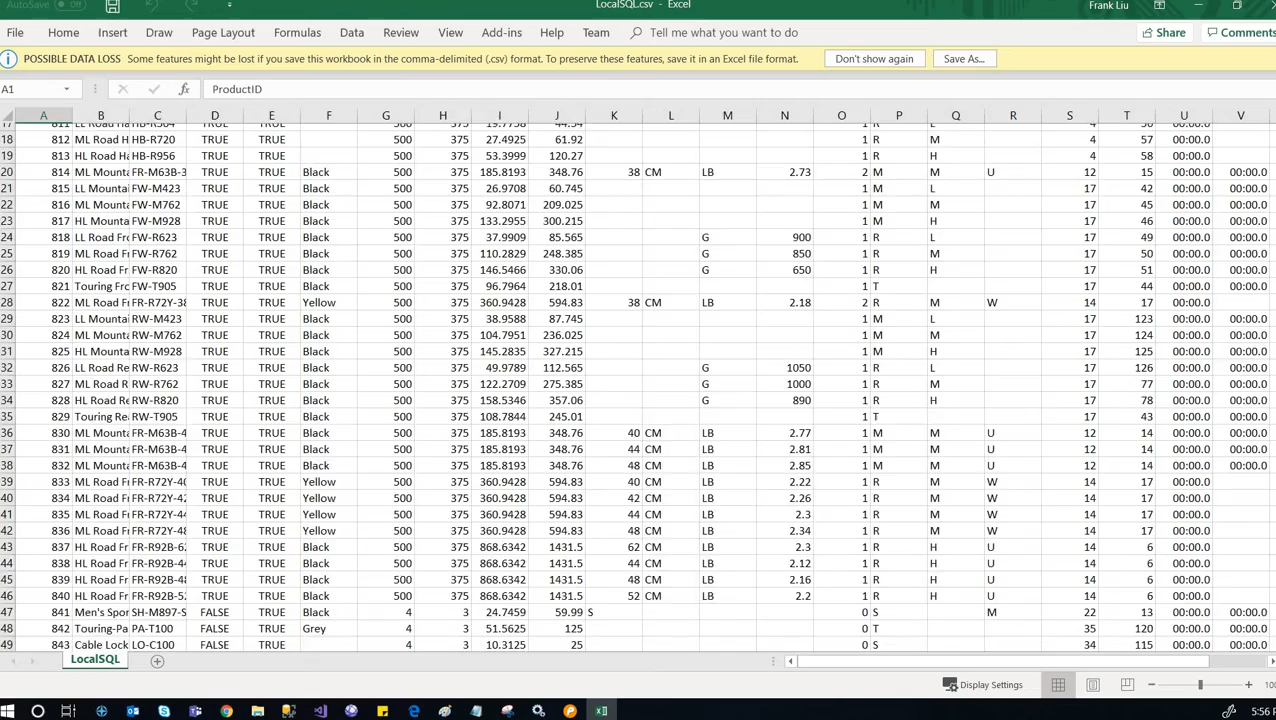 AutoSave Off LocalSQL.csv - Excel Frank Liu
File Home Insert Draw Page Layout Formulas Data Review View Add-ins Help Team Tell me what you want to do Share Comments
POSSIBLE DATA LOSS Some features might be lost if you save this workbook in the comma-delimited (.csv) format. To preserve these features, save it in an Excel file format. Don't show again Save As...
A1 fx ProductID
A B C D E F G H I J K L M N O P Q R S T U V
18 812 ML Road H HB-R720 TRUE TRUE 500 375 27.4925 61.92 1 R M 4 57 00:00.0
19 813 HL Road Ha HB-R956 TRUE TRUE 500 375 53.3999 120.27 1 R H 4 58 00:00.0
20 814 ML Mounta FR-M63B-3 TRUE TRUE Black 500 375 185.8193 348.76 38 CM LB 2.73 2 M M U 12 15 00:00.0 00:00.0
21 815 LL Mountai FW-M423 TRUE TRUE Black 500 375 26.9708 60.745 1 M L 17 42 00:00.0 00:00.0
22 816 ML Mounta FW-M762 TRUE TRUE Black 500 375 92.8071 209.025 1 M M 17 45 00:00.0 00:00.0
23 817 HL Mounta FW-M928 TRUE TRUE Black 500 375 133.2955 300.215 1 M H 17 46 00:00.0 00:00.0
24 818 LL Road Fro FW-R623 TRUE TRUE Black 500 375 37.9909 85.565 G 900 1 R L 17 49 00:00.0 00:00.0
25 819 ML Road Fr FW-R762 TRUE TRUE Black 500 375 110.2829 248.385 G 850 1 R M 17 50 00:00.0 00:00.0
26 820 HL Road Fr FW-R820 TRUE TRUE Black 500 375 146.5466 330.06 G 650 1 R H 17 51 00:00.0 00:00.0
27 821 Touring Fro FW-T905 TRUE TRUE Black 500 375 96.7964 218.01 1 T 17 44 00:00.0 00:00.0
28 822 ML Road Fr FR-R72Y-38 TRUE TRUE Yellow 500 375 360.9428 594.83 38 CM LB 2.18 2 R M W 14 17 00:00.0
29 823 LL Mountai RW-M423 TRUE TRUE Black 500 375 38.9588 87.745 1 M L 17 123 00:00.0 00:00.0
30 824 ML Mounta RW-M762 TRUE TRUE Black 500 375 104.7951 236.025 1 M M 17 124 00:00.0 00:00.0
31 825 HL Mounta RW-M928 TRUE TRUE Black 500 375 145.2835 327.215 1 M H 17 125 00:00.0 00:00.0
32 826 LL Road Re RW-R623 TRUE TRUE Black 500 375 49.9789 112.565 G 1050 1 R L 17 126 00:00.0 00:00.0
33 827 ML Road R RW-R762 TRUE TRUE Black 500 375 122.2709 275.385 G 1000 1 R M 17 77 00:00.0 00:00.0
34 828 HL Road Re RW-R820 TRUE TRUE Black 500 375 158.5346 357.06 G 890 1 R H 17 78 00:00.0 00:00.0
35 829 Touring Rea RW-T905 TRUE TRUE Black 500 375 108.7844 245.01 1 T 17 43 00:00.0 00:00.0
36 830 ML Mounta FR-M63B-4 TRUE TRUE Black 500 375 185.8193 348.76 40 CM LB 2.77 1 M M U 12 14 00:00.0 00:00.0
37 831 ML Mounta FR-M63B-4 TRUE TRUE Black 500 375 185.8193 348.76 44 CM LB 2.81 1 M M U 12 14 00:00.0 00:00.0
38 832 ML Mounta FR-M63B-4 TRUE TRUE Black 500 375 185.8193 348.76 48 CM LB 2.85 1 M M U 12 14 00:00.0 00:00.0
39 833 ML Road Fr FR-R72Y-40 TRUE TRUE Yellow 500 375 360.9428 594.83 40 CM LB 2.22 1 R M W 14 17 00:00.0
40 834 ML Road Fr FR-R72Y-42 TRUE TRUE Yellow 500 375 360.9428 594.83 42 CM LB 2.26 1 R M W 14 17 00:00.0
41 835 ML Road Fr FR-R72Y-44 TRUE TRUE Yellow 500 375 360.9428 594.83 44 CM LB 2.3 1 R M W 14 17 00:00.0
42 836 ML Road Fr FR-R72Y-48 TRUE TRUE Yellow 500 375 360.9428 594.83 48 CM LB 2.34 1 R M W 14 17 00:00.0
43 837 HL Road Fr FR-R92B-62 TRUE TRUE Black 500 375 868.6342 1431.5 62 CM LB 2.3 1 R H U 14 6 00:00.0
44 838 HL Road Fr FR-R92B-44 TRUE TRUE Black 500 375 868.6342 1431.5 44 CM LB 2.12 1 R H U 14 6 00:00.0
45 839 HL Road Fr FR-R92B-48 TRUE TRUE Black 500 375 868.6342 1431.5 48 CM LB 2.16 1 R H U 14 6 00:00.0
46 840 HL Road Fr FR-R92B-52 TRUE TRUE Black 500 375 868.6342 1431.5 52 CM LB 2.2 1 R H U 14 6 00:00.0
47 841 Men's Spor SH-M897-S FALSE TRUE Black 4 3 24.7459 59.99 S 0 S M 22 13 00:00.0 00:00.0
48 842 Touring-Pa PA-T100 FALSE TRUE Grey 4 3 51.5625 125 0 T 35 120 00:00.0 00:00.0
49 843 Cable Lock LO-C100 FALSE TRUE 4 3 10.3125 25 0 S 34 115 00:00.0 00:00.0
LocalSQL
Display Settings
5:56 P